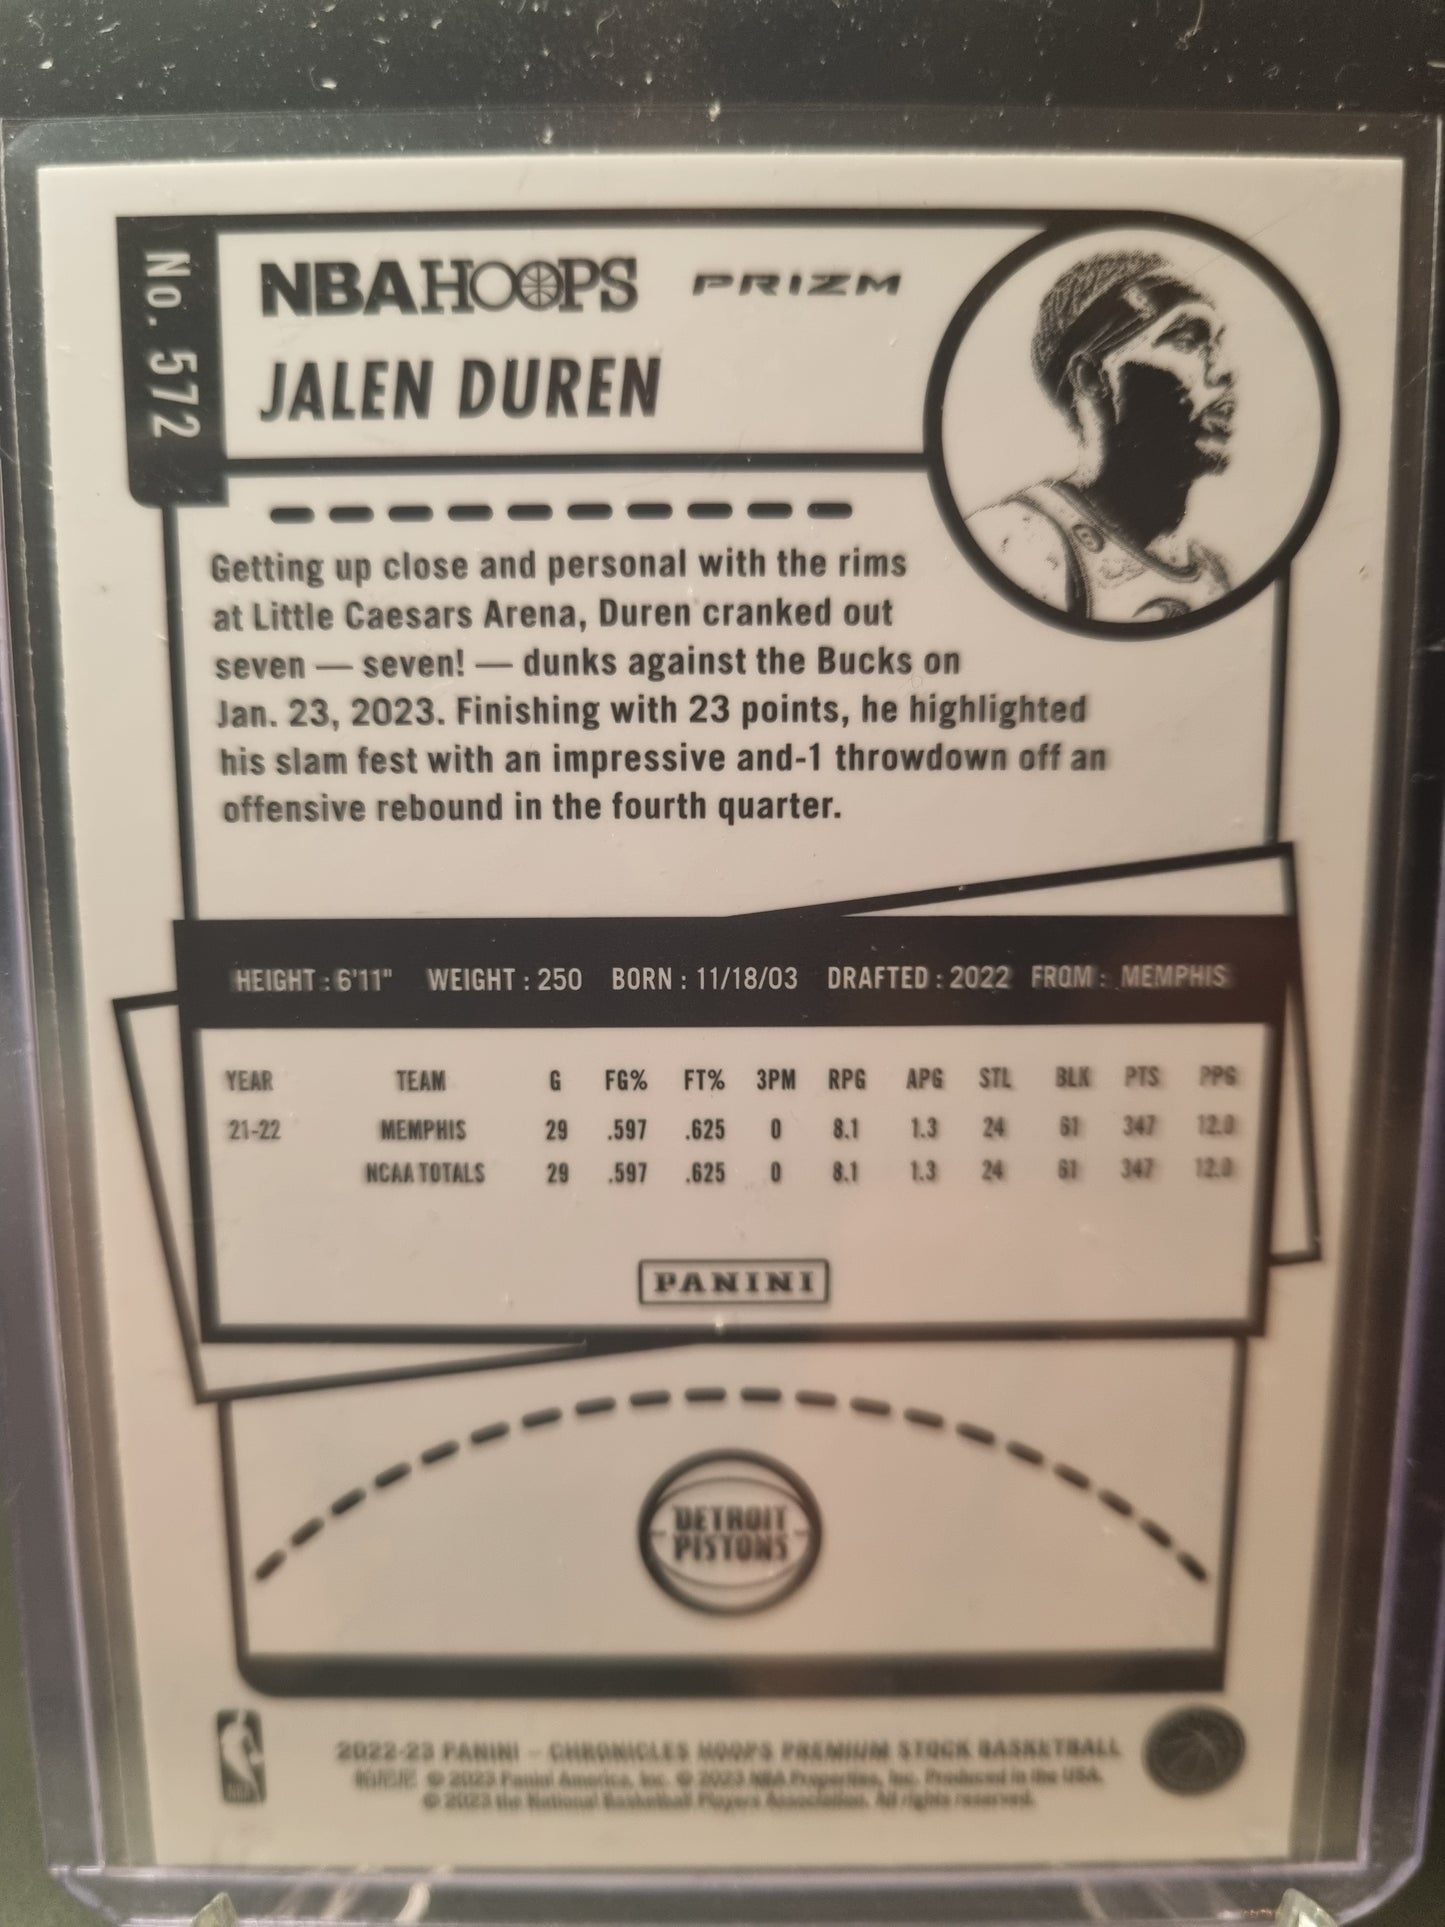 No. 572
NBA HOOPS PRIZM
JALEN DUREN
Getting up close and personal with the rims
at Little Caesars Arena, Duren cranked out
seven — seven! — dunks against the Bucks on
Jan. 23, 2023. Finishing with 23 points, he highlighted
his slam fest with an impressive and-1 throwdown off an
offensive rebound in the fourth quarter.
HEIGHT : 6'11" WEIGHT : 250 BORN : 11/18/03 DRAFTED : 2022 FROM : MEMPHIS
YEAR TEAM G FG% FT% 3PM RPG APG STL BLK PTS PPG
21-22 MEMPHIS 29 .597 .625 0 8.1 1.3 24 61 347 12.0
NCAA TOTALS 29 .597 .625 0 8.1 1.3 24 61 347 12.0
PANINI
DETROIT
PISTONS
2022-23 PANINI – CHRONICLES HOOPS PREMIUM STOCK BASKETBALL
© 2023 Panini America, Inc. © 2023 NBA Properties, Inc. Produced in the USA.
© 2023 the National Basketball Players Association. All rights reserved.